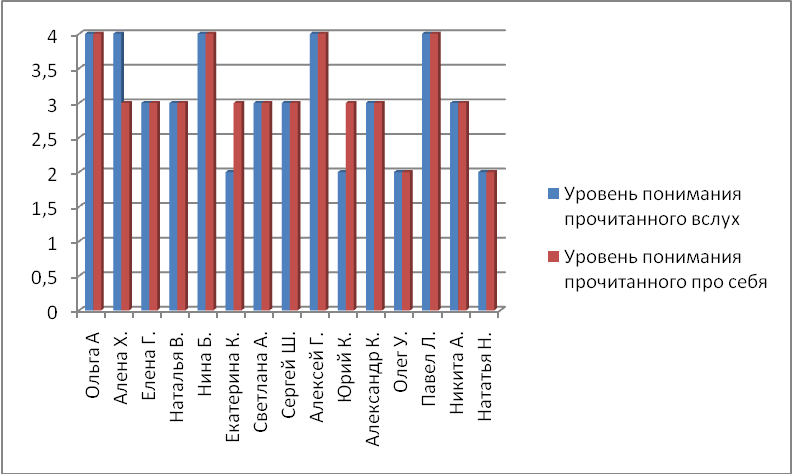 4
3,5
3
2,5
2
1,5
1
0,5
0
Ольга А
Алена Х.
Елена Г.
Наталья В.
Нина Б.
Екатерина К.
Светлана А.
Сергей Ш.
Алексей Г.
Юрий К.
Александр К.
Олег У.
Павел Л.
Никита А.
Нататья Н.
Уровень понимания
прочитанного вслух
Уровень понимания
прочитанного про себя